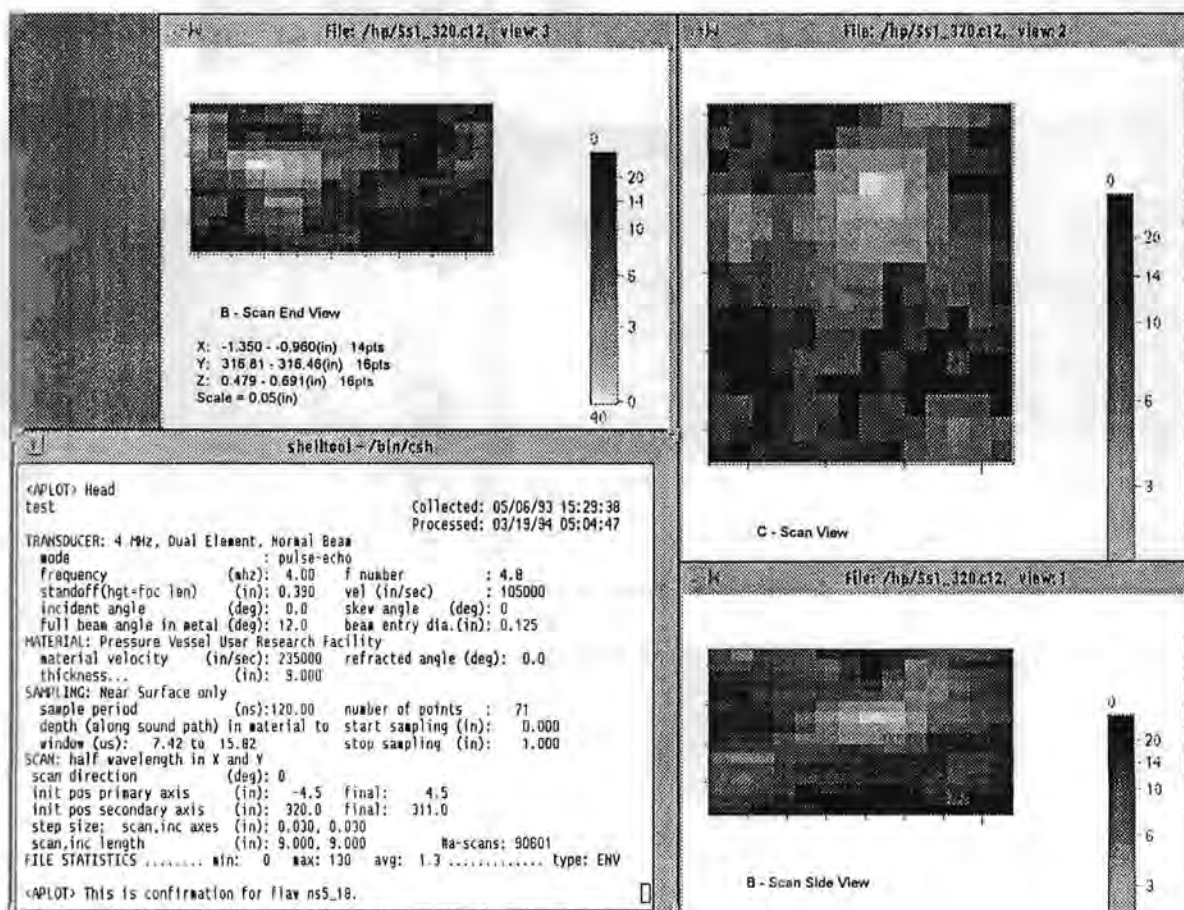 File: /hp/Ss1_320.c12, view: 3
0
20
14
10
6
3
0
40
B - Scan End View
X: -1.350 - -0.960(in) 14pts
Y: 316.81 - 316.46(in) 16pts
Z: 0.479 - 0.691(in) 16pts
Scale = 0.05(in)
File: /hp/Ss1_320.c12, view: 2
0
20
14
10
6
3
C - Scan View
shelltool - /bin/csh
<APLOT> Head
test
Collected: 05/06/93 15:29:38
Processed: 03/19/94 05:04:47
TRANSDUCER: 4 MHz, Dual Element, Normal Beam
mode : pulse-echo
frequency (mhz): 4.00 f number : 4.8
standoff(hgt=foc len) (in): 0.390 vel (in/sec) : 105000
incident angle (deg): 0.0 skew angle (deg): 0
full beam angle in metal (deg): 12.0 beam entry dia.(in): 0.125
MATERIAL: Pressure Vessel User Research Facility
material velocity (in/sec): 235000 refracted angle (deg): 0.0
thickness... (in): 9.000
SAMPLING: Near Surface only
sample period (ns):120.00 number of points : 71
depth (along sound path) in material to start sampling (in): 0.000
window (us): 7.42 to 15.82 stop sampling (in): 1.000
SCAN: half wavelength in X and Y
scan direction (deg): 0
init pos primary axis (in): -4.5 final: 4.5
init pos secondary axis (in): 320.0 final: 311.0
step size: scan,inc axes (in): 0.030, 0.030
scan,inc length (in): 9.000, 9.000 #a-scans: 90601
FILE STATISTICS ........ min: 0 max: 130 avg: 1.3 ............. type: ENV
<APLOT> This is confirmation for flaw ns5_18.
File: /hp/Ss1_320.c12, view: 1
0
20
14
10
6
3
B - Scan Side View